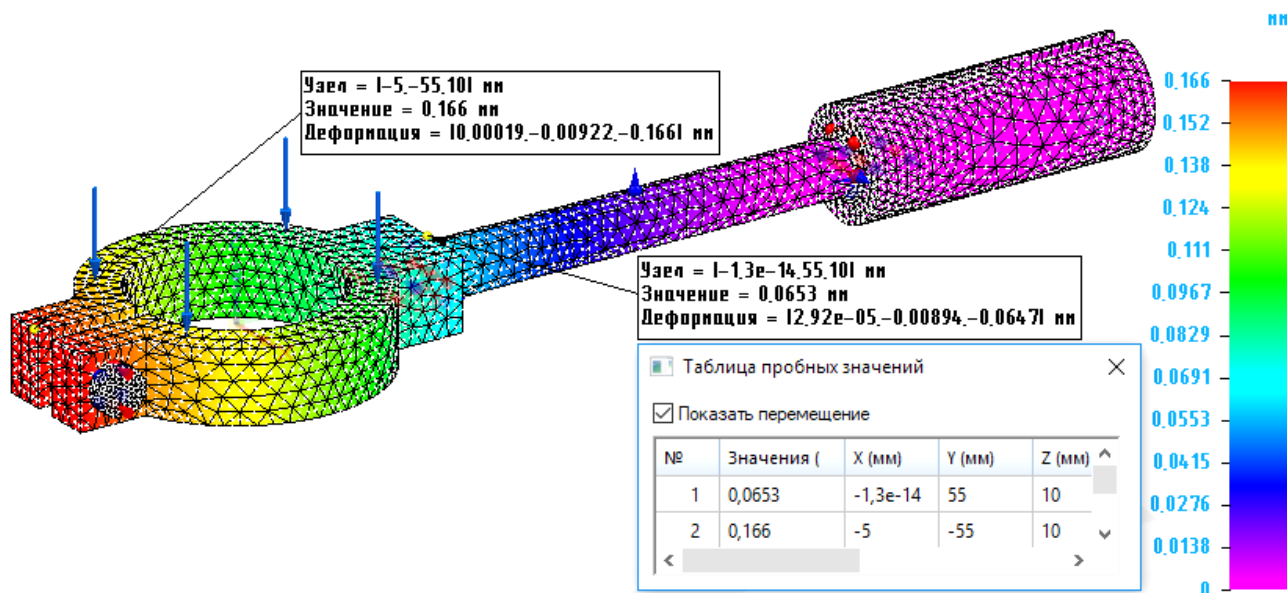 мм
Узел = |-5,-55,10| мм
Значение = 0,166 мм
Деформация = |0,00019,-0,00922,-0,166| мм
Узел = |-1,3e-14,55,10| мм
Значение = 0,0653 мм
Деформация = |2,92e-05,-0,00894,-0,0647| мм
Таблица пробных значений
Показать перемещение
№ Значения ( X (мм) Y (мм) Z (мм)
1 0,0653 -1,3e-14 55 10
2 0,166 -5 -55 10
0,166
0,152
0,138
0,124
0,111
0,0967
0,0829
0,0691
0,0553
0,0415
0,0276
0,0138
0